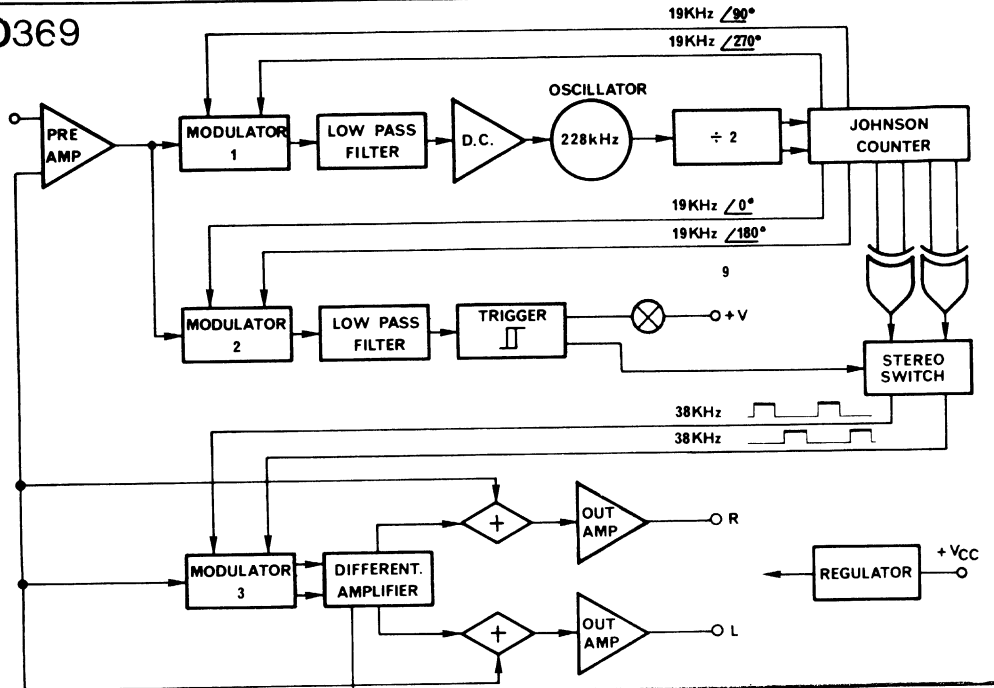 0369
19KHz ∠90°
19KHz ∠270°
OSCILLATOR
PRE
AMP
MODULATOR
1
LOW PASS
FILTER
D.C.
228kHz
÷ 2
JOHNSON
COUNTER
19KHz ∠0°
19KHz ∠180°
9
MODULATOR
2
LOW PASS
FILTER
TRIGGER
+V
STEREO
SWITCH
38KHz
38KHz
+
OUT
AMP
R
MODULATOR
3
DIFFERENT.
AMPLIFIER
REGULATOR
+ VCC
+
OUT
AMP
L